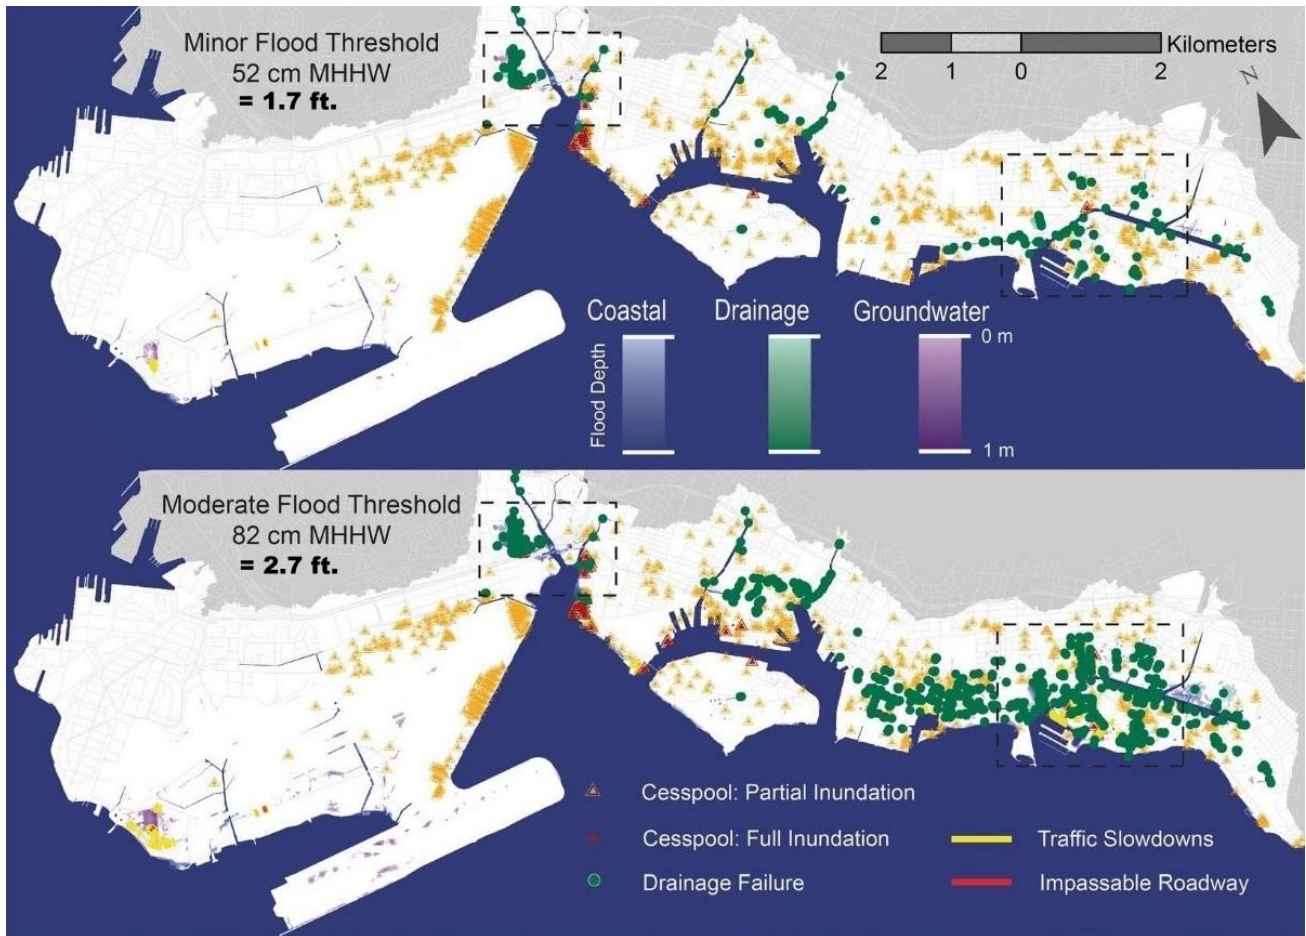 Minor Flood Threshold
52 cm MHHW
= 1.7 ft.
Kilometers
2 1 0 2
N
Coastal Drainage Groundwater
Flood Depth
0 m
1 m
Moderate Flood Threshold
82 cm MHHW
= 2.7 ft.
Cesspool: Partial Inundation
Cesspool: Full Inundation
Drainage Failure
Traffic Slowdowns
Impassable Roadway